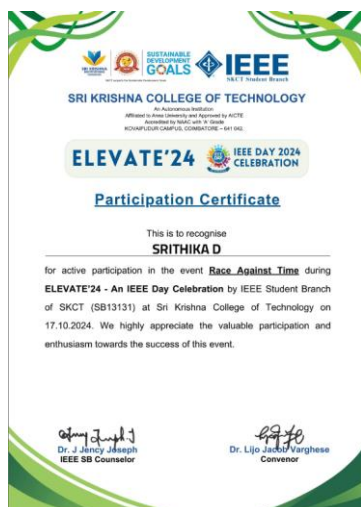 SRI KRISHNA
SUSTAINABLE
DEVELOPMENT
GOALS
IEEE
SKCT Student Branch
SRI KRISHNA COLLEGE OF TECHNOLOGY
An Autonomous Institution
Affiliated to Anna University and Approved by AICTE
Accredited by NAAC with 'A' Grade
KOVAIPUDUR CAMPUS, COIMBATORE – 641 042.
ELEVATE'24
IEEE DAY 2024
CELEBRATION
Participation Certificate
This is to recognise
SRITHIKA D
for active participation in the event Race Against Time during
ELEVATE'24 - An IEEE Day Celebration by IEEE Student Branch
of SKCT (SB13131) at Sri Krishna College of Technology on
17.10.2024. We highly appreciate the valuable participation and
enthusiasm towards the success of this event.
Dr. J Jency Joseph
IEEE SB Counselor
Dr. Lijo Jacob Varghese
Convenor